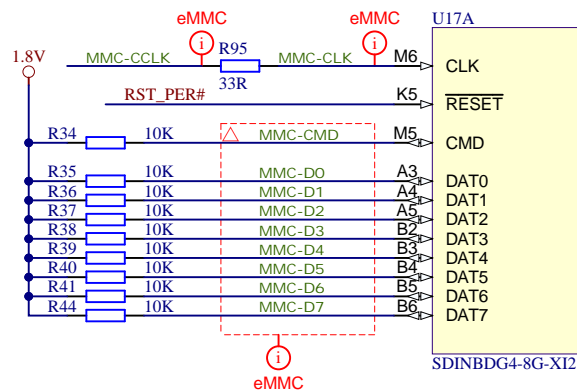 eMMC
eMMC
U17A
1.8V
MMC-CCLK
R95
33R
MMC-CLK
M6
CLK
RST_PER#
K5
RESET
R34
10K
MMC-CMD
M5
CMD
R35
10K
MMC-D0
A3
DAT0
R36
10K
MMC-D1
A4
DAT1
R37
10K
MMC-D2
A5
DAT2
R38
10K
MMC-D3
B2
DAT3
R39
10K
MMC-D4
B3
DAT4
R40
10K
MMC-D5
B4
DAT5
R41
10K
MMC-D6
B5
DAT6
R44
10K
MMC-D7
B6
DAT7
i
i
i
eMMC
SDINBDG4-8G-XI2